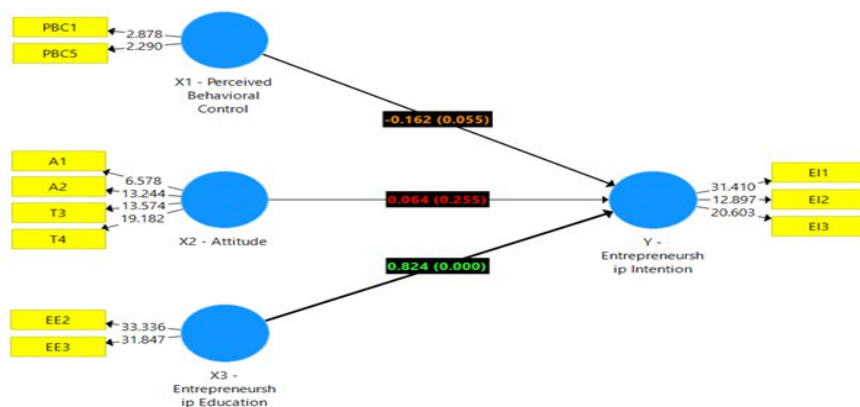 PBC1
2.878
PBC5
2.290
X1 - Perceived
Behavioral
Control
-0.162 (0.055)
A1
6.578
A2
13.244
T3
13.574
T4
19.182
X2 - Attitude
0.064 (0.255)
31.410
EI1
12.897
EI2
20.603
EI3
Y -
Entrepreneursh
ip Intention
0.824 (0.000)
EE2
33.336
EE3
31.847
X3 -
Entrepreneursh
ip Education